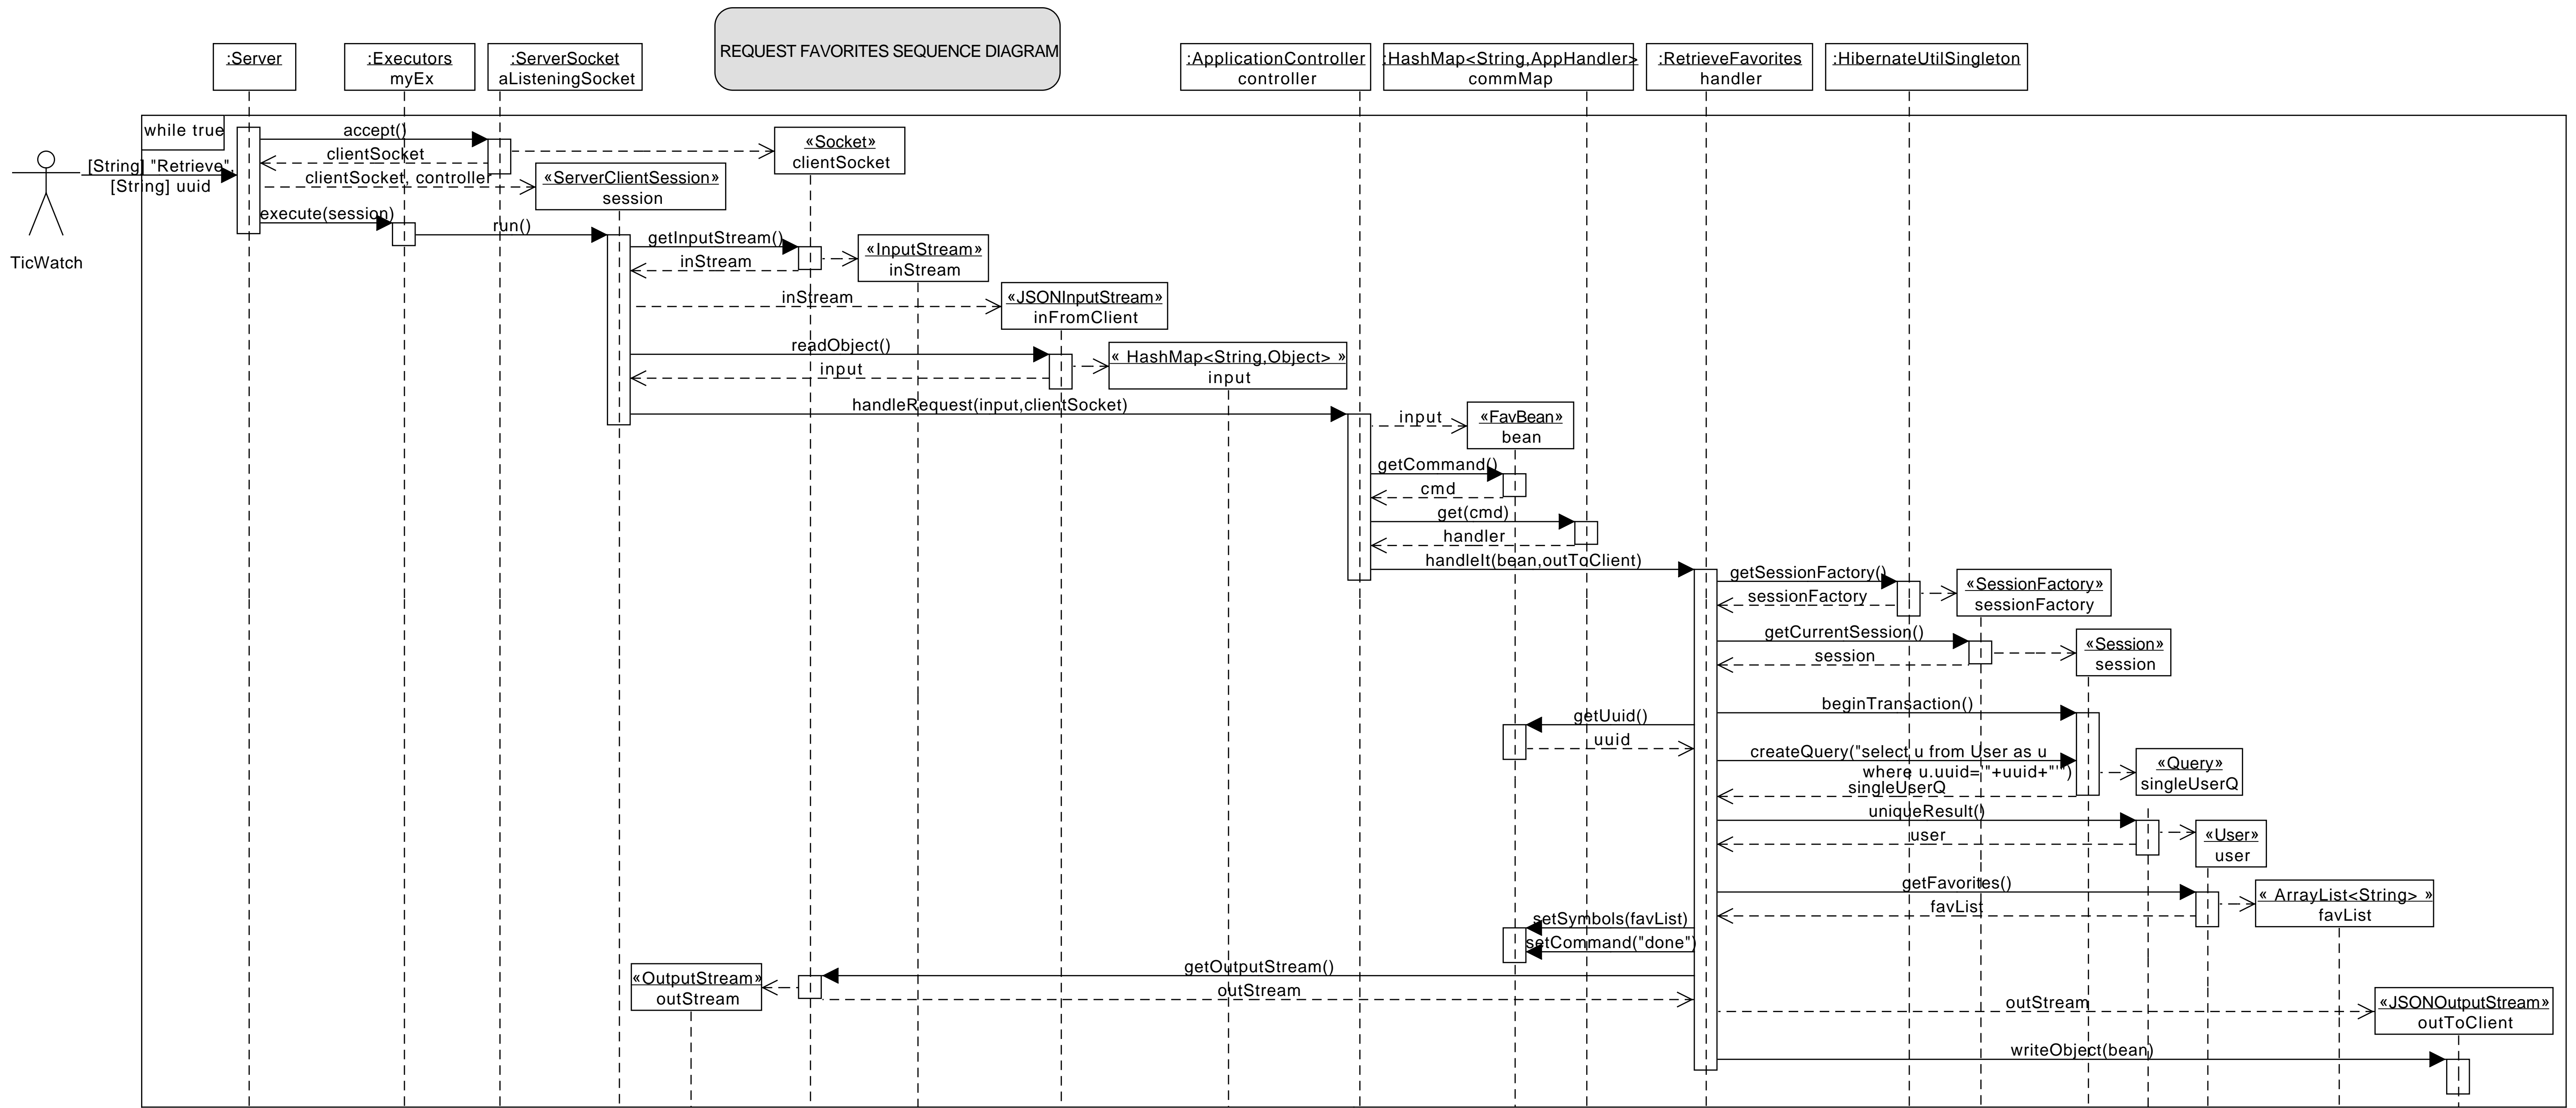 REQUEST FAVORITES SEQUENCE DIAGRAM
:Server
:Executors
myEx
:ServerSocket
aListeningSocket
:ApplicationController
controller
:HashMap<String,AppHandler>
commMap
:RetrieveFavorites
handler
:HibernateUtilSingleton
while true
accept()
clientSocket
«Socket»
clientSocket
TicWatch
[String] "Retrieve",
[String] uuid
clientSocket, controller
«ServerClientSession»
session
execute(session)
run()
getInputStream()
inStream
«InputStream»
inStream
inStream
«JSONInputStream»
inFromClient
readObject()
input
« HashMap<String,Object> »
input
handleRequest(input,clientSocket)
input
«FavBean»
bean
getCommand()
cmd
get(cmd)
handler
handleIt(bean,outToClient)
getSessionFactory()
sessionFactory
«SessionFactory»
sessionFactory
getCurrentSession()
session
«Session»
session
beginTransaction()
getUuid()
uuid
createQuery("select u from User as u
where u.uuid='"+uuid+"'")
singleUserQ
«Query»
singleUserQ
uniqueResult()
user
«User»
user
getFavorites()
favList
« ArrayList<String> »
favList
setSymbols(favList)
setCommand("done")
getOutputStream()
outStream
«OutputStream»
outStream
outStream
«JSONOutputStream»
outToClient
writeObject(bean)